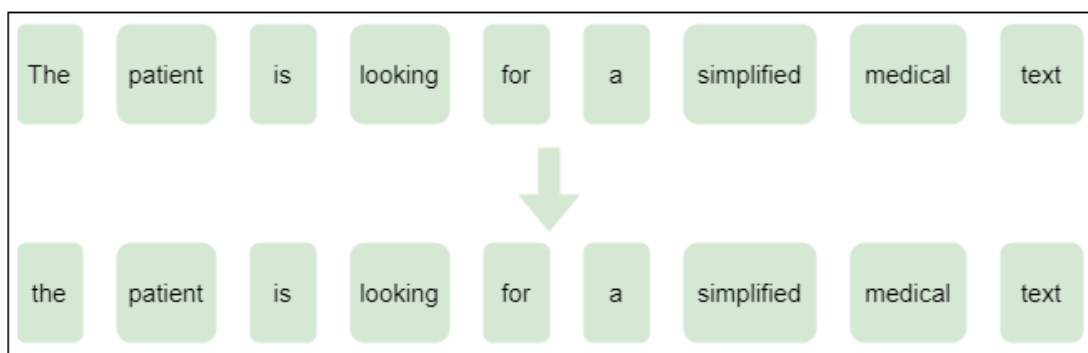 The patient is looking for a simplified medical text
the patient is looking for a simplified medical text